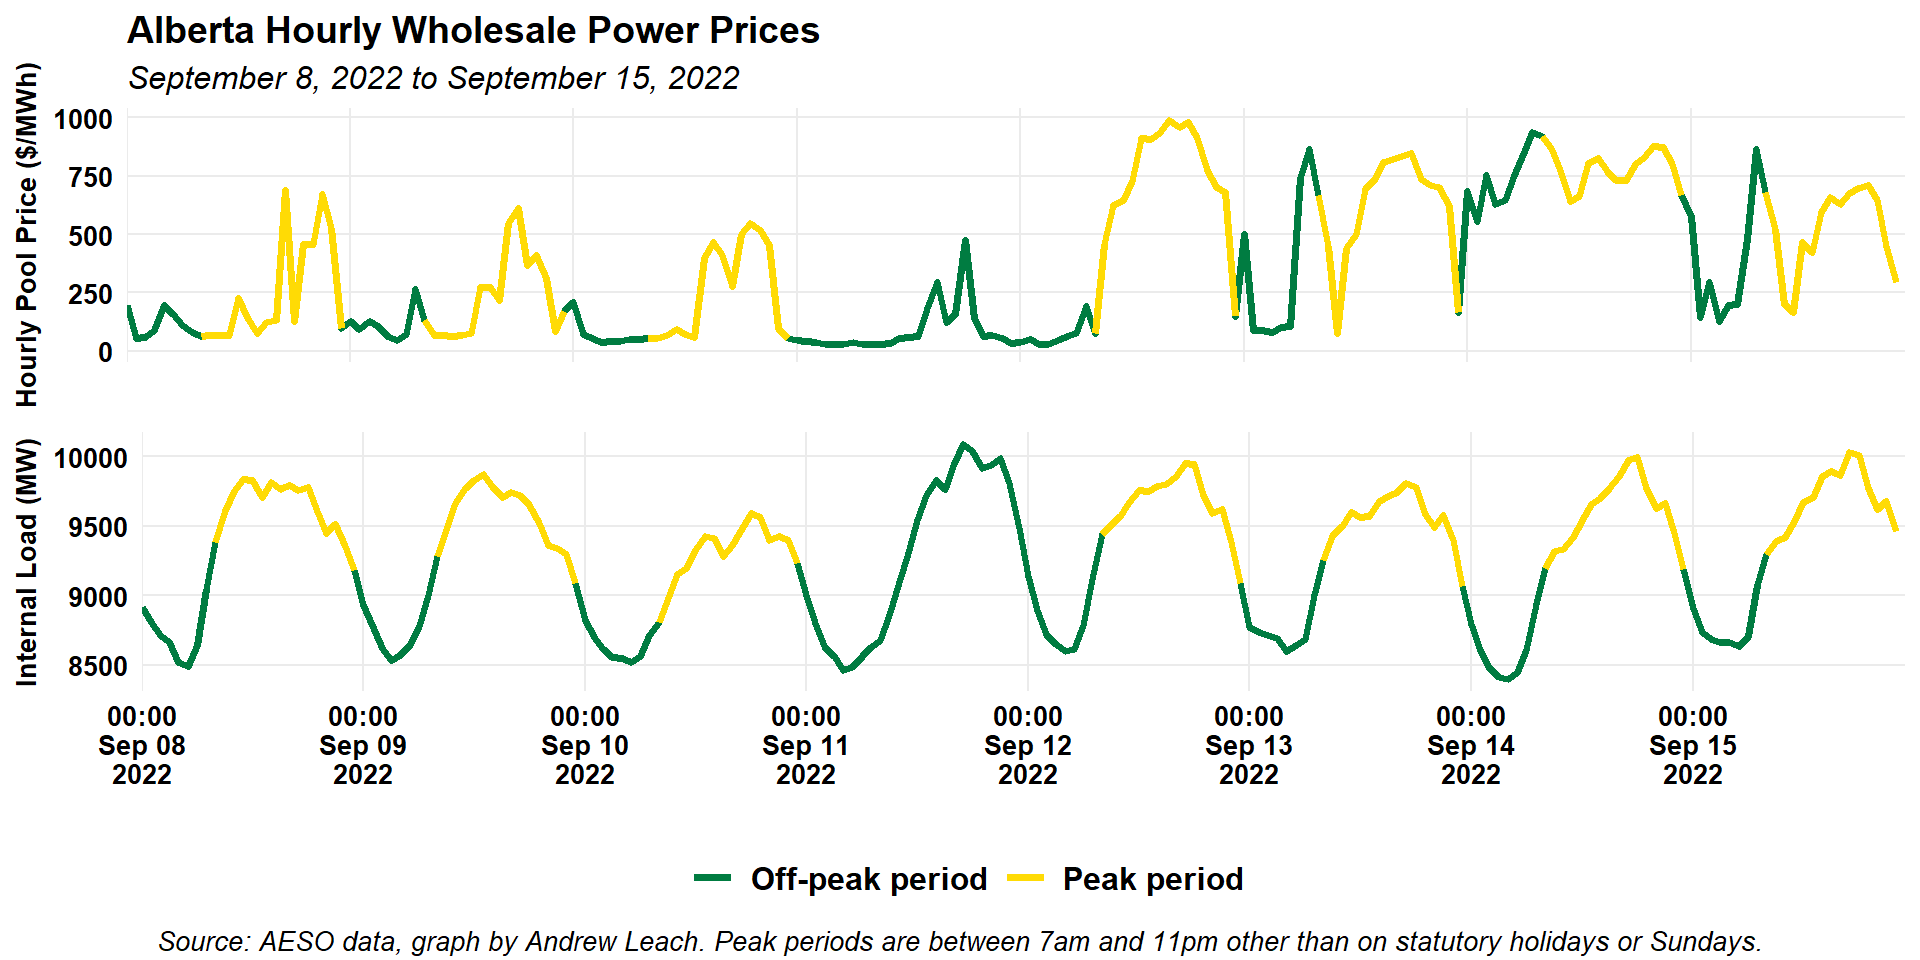 Alberta Hourly Wholesale Power Prices
September 8, 2022 to September 15, 2022
Hourly Pool Price ($/MWh)
1000
750
500
250
0
Internal Load (MW)
10000
9500
9000
8500
00:00 00:00 00:00 00:00 00:00 00:00 00:00 00:00
Sep 08 Sep 09 Sep 10 Sep 11 Sep 12 Sep 13 Sep 14 Sep 15
2022 2022 2022 2022 2022 2022 2022 2022
Off-peak period Peak period
Source: AESO data, graph by Andrew Leach. Peak periods are between 7am and 11pm other than on statutory holidays or Sundays.